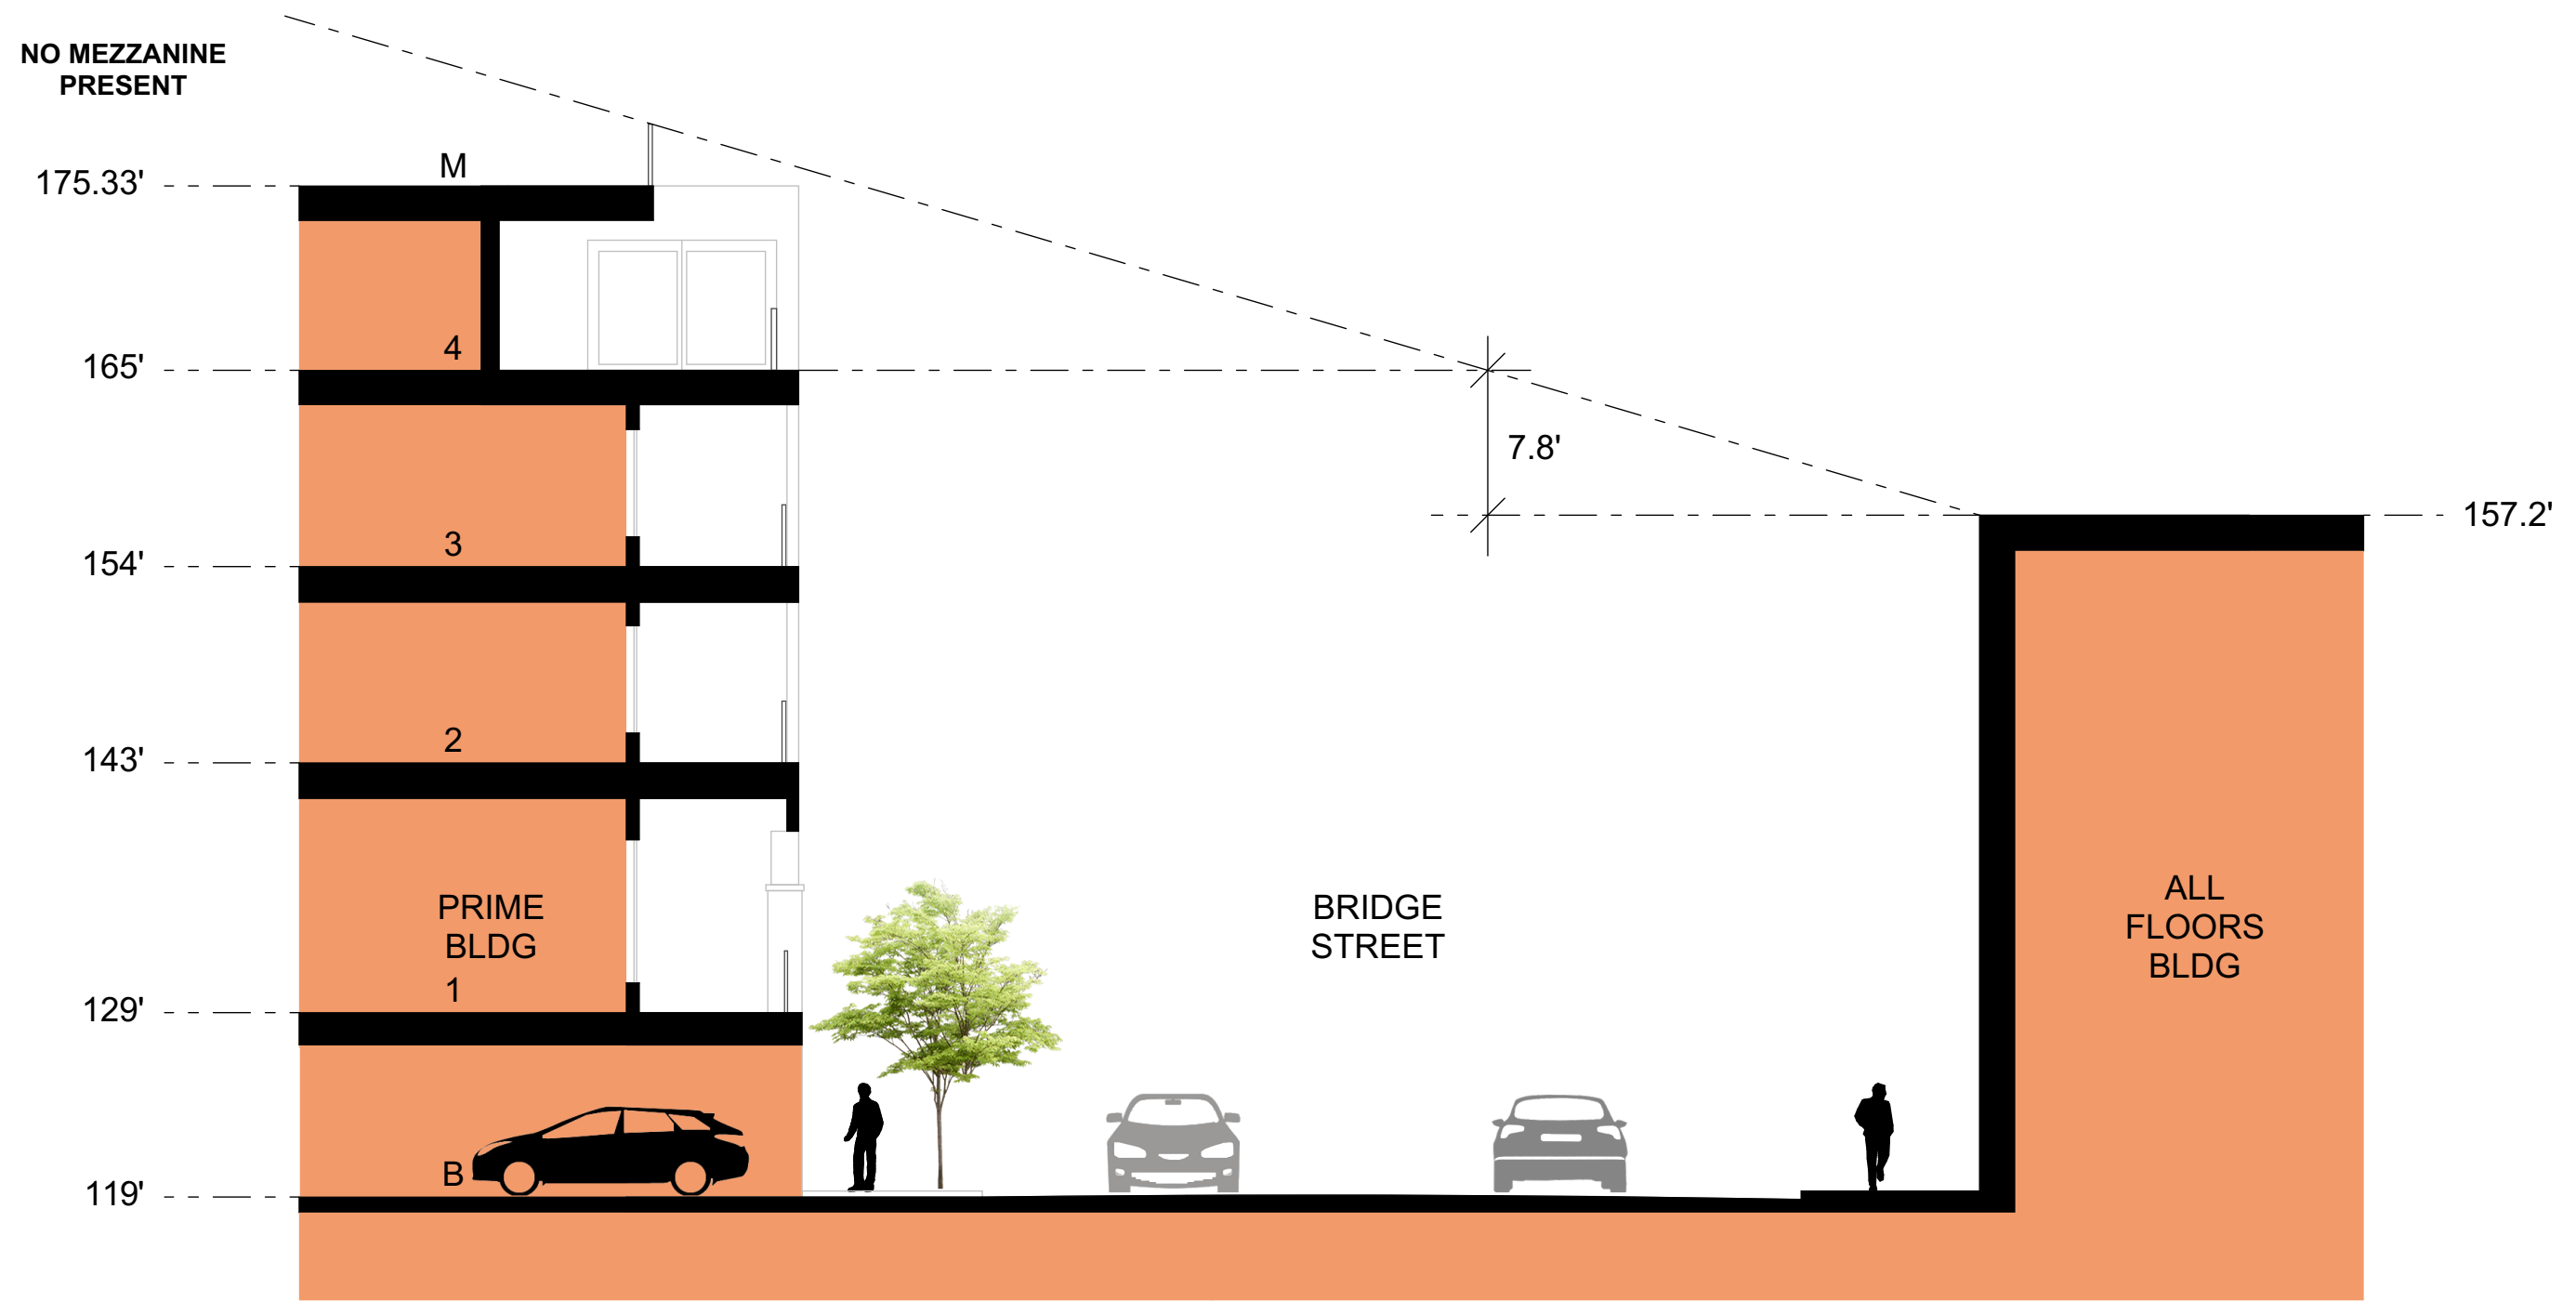 NO MEZZANINE
PRESENT
M
175.33'
4
165'
7.8'
157.2'
3
154'
2
143'
PRIME
BLDG
1
BRIDGE
STREET
ALL
FLOORS
BLDG
129'
B
119'